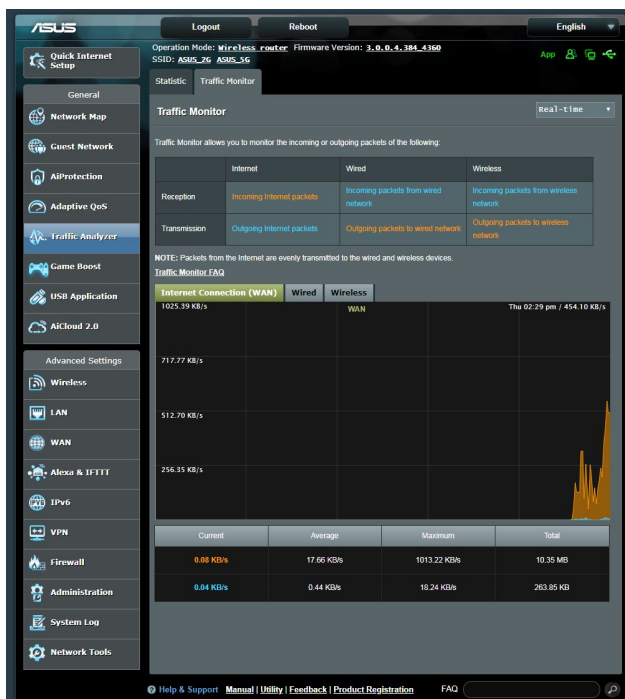 ASUS
Logout
Reboot
English
Quick Internet
Setup
Operation Mode: Wireless router Firmware Version: 3.0.0.4.384_4360
SSID: ASUS_2G ASUS_5G
App
Statistic
Traffic Monitor
General
Network Map
Guest Network
AiProtection
Adaptive QoS
Traffic Analyzer
Game Boost
USB Application
AiCloud 2.0
Advanced Settings
Wireless
LAN
WAN
Alexa & IFTTT
IPv6
VPN
Firewall
Administration
System Log
Network Tools
Traffic Monitor
Real-time
Traffic Monitor allows you to monitor the incoming or outgoing packets of the following:
Internet
Wired
Wireless
Reception
Incoming Internet packets
Incoming packets from wired
network
Incoming packets from wireless
network
Transmission
Outgoing Internet packets
Outgoing packets to wired network
Outgoing packets to wireless
network
NOTE: Packets from the Internet are evenly transmitted to the wired and wireless devices.
Traffic Monitor FAQ
Internet Connection (WAN)
Wired
Wireless
1025.39 KB/s
WAN
Thu 02:29 pm / 454.10 KB/s
717.77 KB/s
512.70 KB/s
256.35 KB/s
Current
Average
Maximum
Total
0.08 KB/s
17.66 KB/s
1013.22 KB/s
10.35 MB
0.04 KB/s
0.44 KB/s
18.24 KB/s
263.85 KB
Help & Support
Manual | Utility | Feedback | Product Registration
FAQ